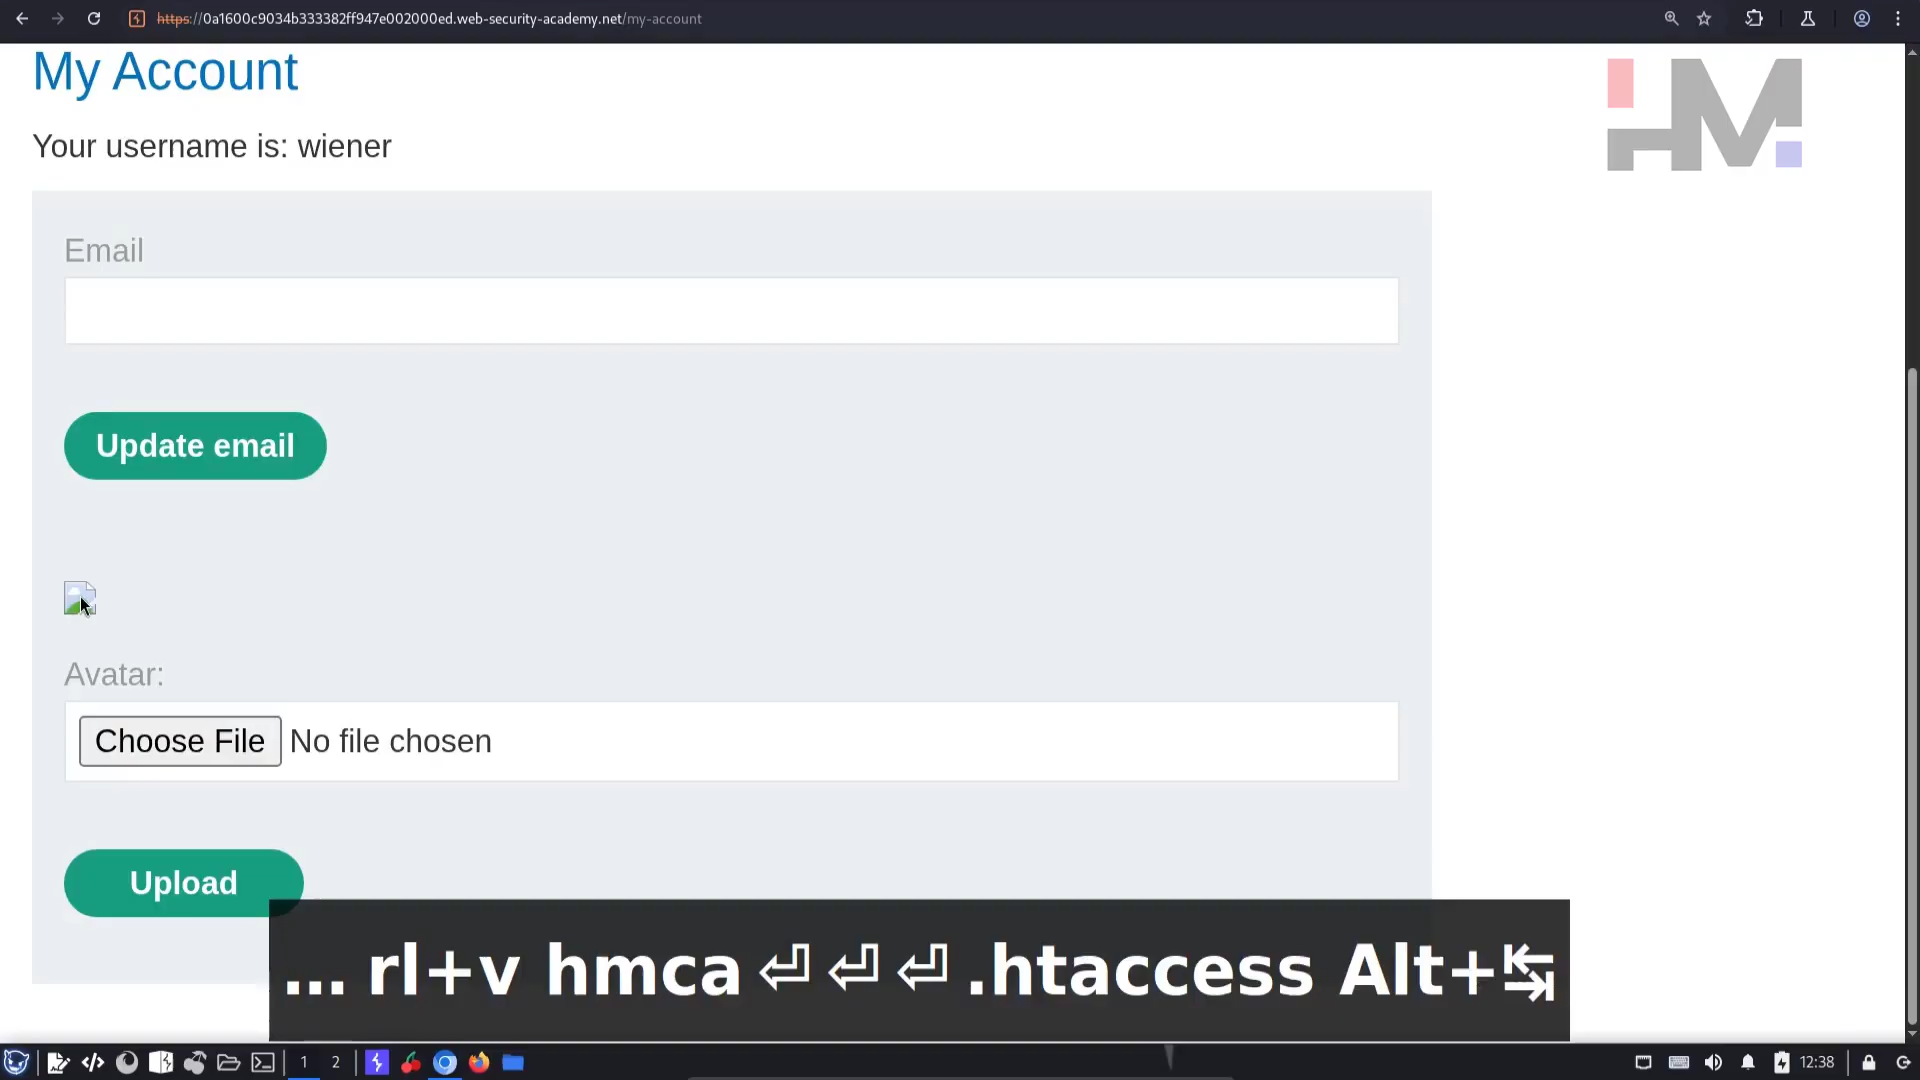 https://0a1600c9034b333382ff947e002000ed.web-security-academy.net/my-account
My Account
HM
Your username is: wiener
Email
Update email
Avatar:
Choose File No file chosen
Upload
... rl+v hmca⏎⏎⏎.htaccess Alt+↹
1 2 12:38